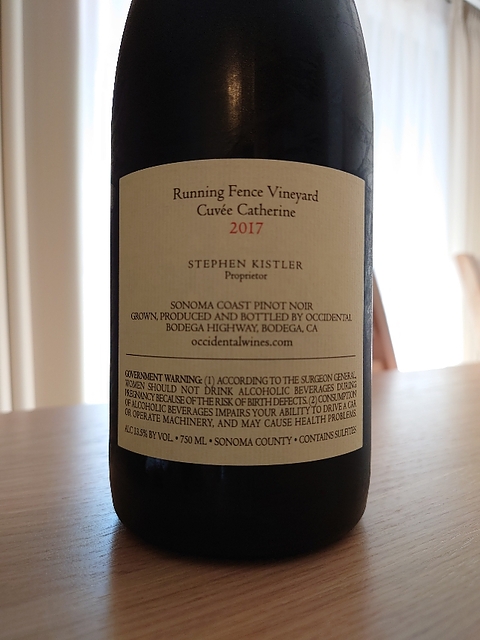 Running Fence Vineyard
Cuvée Catherine
2017
STEPHEN KISTLER
Proprietor
SONOMA COAST PINOT NOIR
GROWN, PRODUCED AND BOTTLED BY OCCIDENTAL
BODEGA HIGHWAY, BODEGA, CA
occidentalwines.com
GOVERNMENT WARNING: (1) ACCORDING TO THE SURGEON GENERAL,
WOMEN SHOULD NOT DRINK ALCOHOLIC BEVERAGES DURING
PREGNANCY BECAUSE OF THE RISK OF BIRTH DEFECTS. (2) CONSUMPTION
OF ALCOHOLIC BEVERAGES IMPAIRS YOUR ABILITY TO DRIVE A CAR
OR OPERATE MACHINERY, AND MAY CAUSE HEALTH PROBLEMS.
ALC 13.5% BY VOL. • 750 ML • SONOMA COUNTY • CONTAINS SULFITES